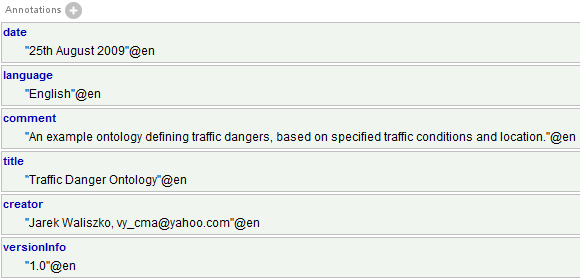 Annotations
date
"25th August 2009"@en
language
"English"@en
comment
"An example ontology defining traffic dangers, based on specified traffic conditions and location."@en
title
"Traffic Danger Ontology"@en
creator
"Jarek Waliszko, vy_cma@yahoo.com"@en
versionInfo
"1.0"@en